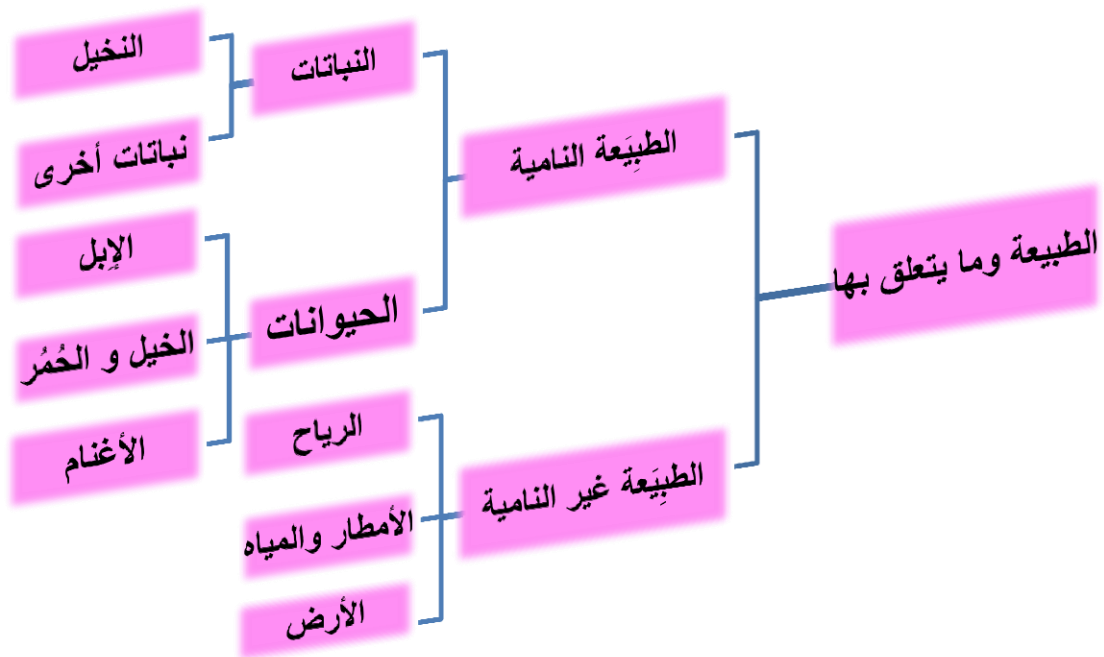 الطبيعة وما يتعلق بها
الطبِيَعة النامية
النباتات
النخيل
نباتات أخرى
الحيوانات
الإبل
الخيل و الحُمُر
الأغنام
الطبِيَعة غير النامية
الرياح
الأمطار والمياه
الأرض